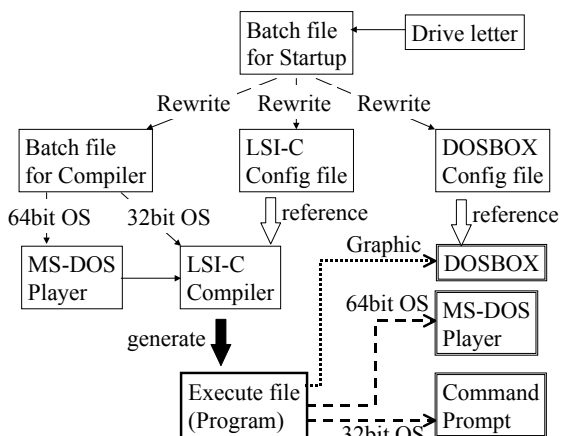 Batch file
for Startup
Drive letter
Rewrite
Rewrite
Rewrite
Batch file
for Compiler
LSI-C
Config file
DOSBOX
Config file
64bit OS
32bit OS
reference
reference
MS-DOS
Player
LSI-C
Compiler
Graphic
DOSBOX
64bit OS
MS-DOS
Player
generate
Execute file
(Program)
Command
Prompt
32bit OS